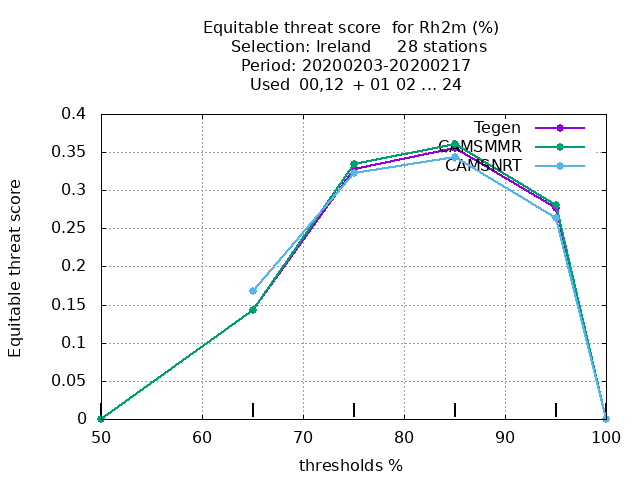 Equitable threat score  for Rh2m (%)
Selection: Ireland     28 stations
Period: 20200203-20200217
Used  00,12  + 01 02 ... 24
Tegen
CAMSMMR
CAMSNRT
Equitable threat score
0.4
0.35
0.3
0.25
0.2
0.15
0.1
0.05
0
50 60 70 80 90 100
thresholds %